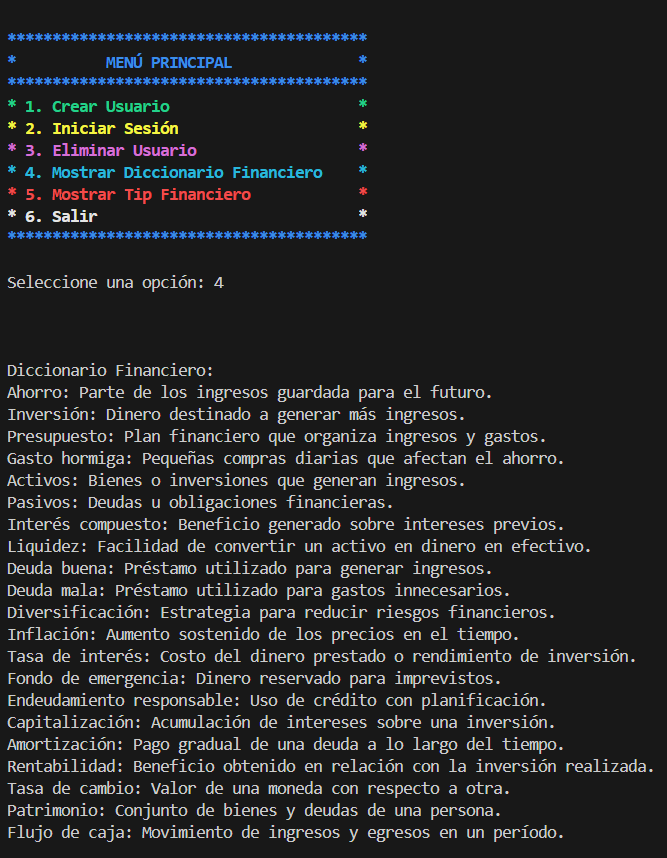 ****************************************
*          MENÚ PRINCIPAL              *
****************************************
* 1. Crear Usuario                     *
* 2. Iniciar Sesión                    *
* 3. Eliminar Usuario                  *
* 4. Mostrar Diccionario Financiero    *
* 5. Mostrar Tip Financiero            *
* 6. Salir                             *
****************************************
Seleccione una opción: 4
Diccionario Financiero:
Ahorro: Parte de los ingresos guardada para el futuro.
Inversión: Dinero destinado a generar más ingresos.
Presupuesto: Plan financiero que organiza ingresos y gastos.
Gasto hormiga: Pequeñas compras diarias que afectan el ahorro.
Activos: Bienes o inversiones que generan ingresos.
Pasivos: Deudas u obligaciones financieras.
Interés compuesto: Beneficio generado sobre intereses previos.
Liquidez: Facilidad de convertir un activo en dinero en efectivo.
Deuda buena: Préstamo utilizado para generar ingresos.
Deuda mala: Préstamo utilizado para gastos innecesarios.
Diversificación: Estrategia para reducir riesgos financieros.
Inflación: Aumento sostenido de los precios en el tiempo.
Tasa de interés: Costo del dinero prestado o rendimiento de inversión.
Fondo de emergencia: Dinero reservado para imprevistos.
Endeudamiento responsable: Uso de crédito con planificación.
Capitalización: Acumulación de intereses sobre una inversión.
Amortización: Pago gradual de una deuda a lo largo del tiempo.
Rentabilidad: Beneficio obtenido en relación con la inversión realizada.
Tasa de cambio: Valor de una moneda con respecto a otra.
Patrimonio: Conjunto de bienes y deudas de una persona.
Flujo de caja: Movimiento de ingresos y egresos en un período.